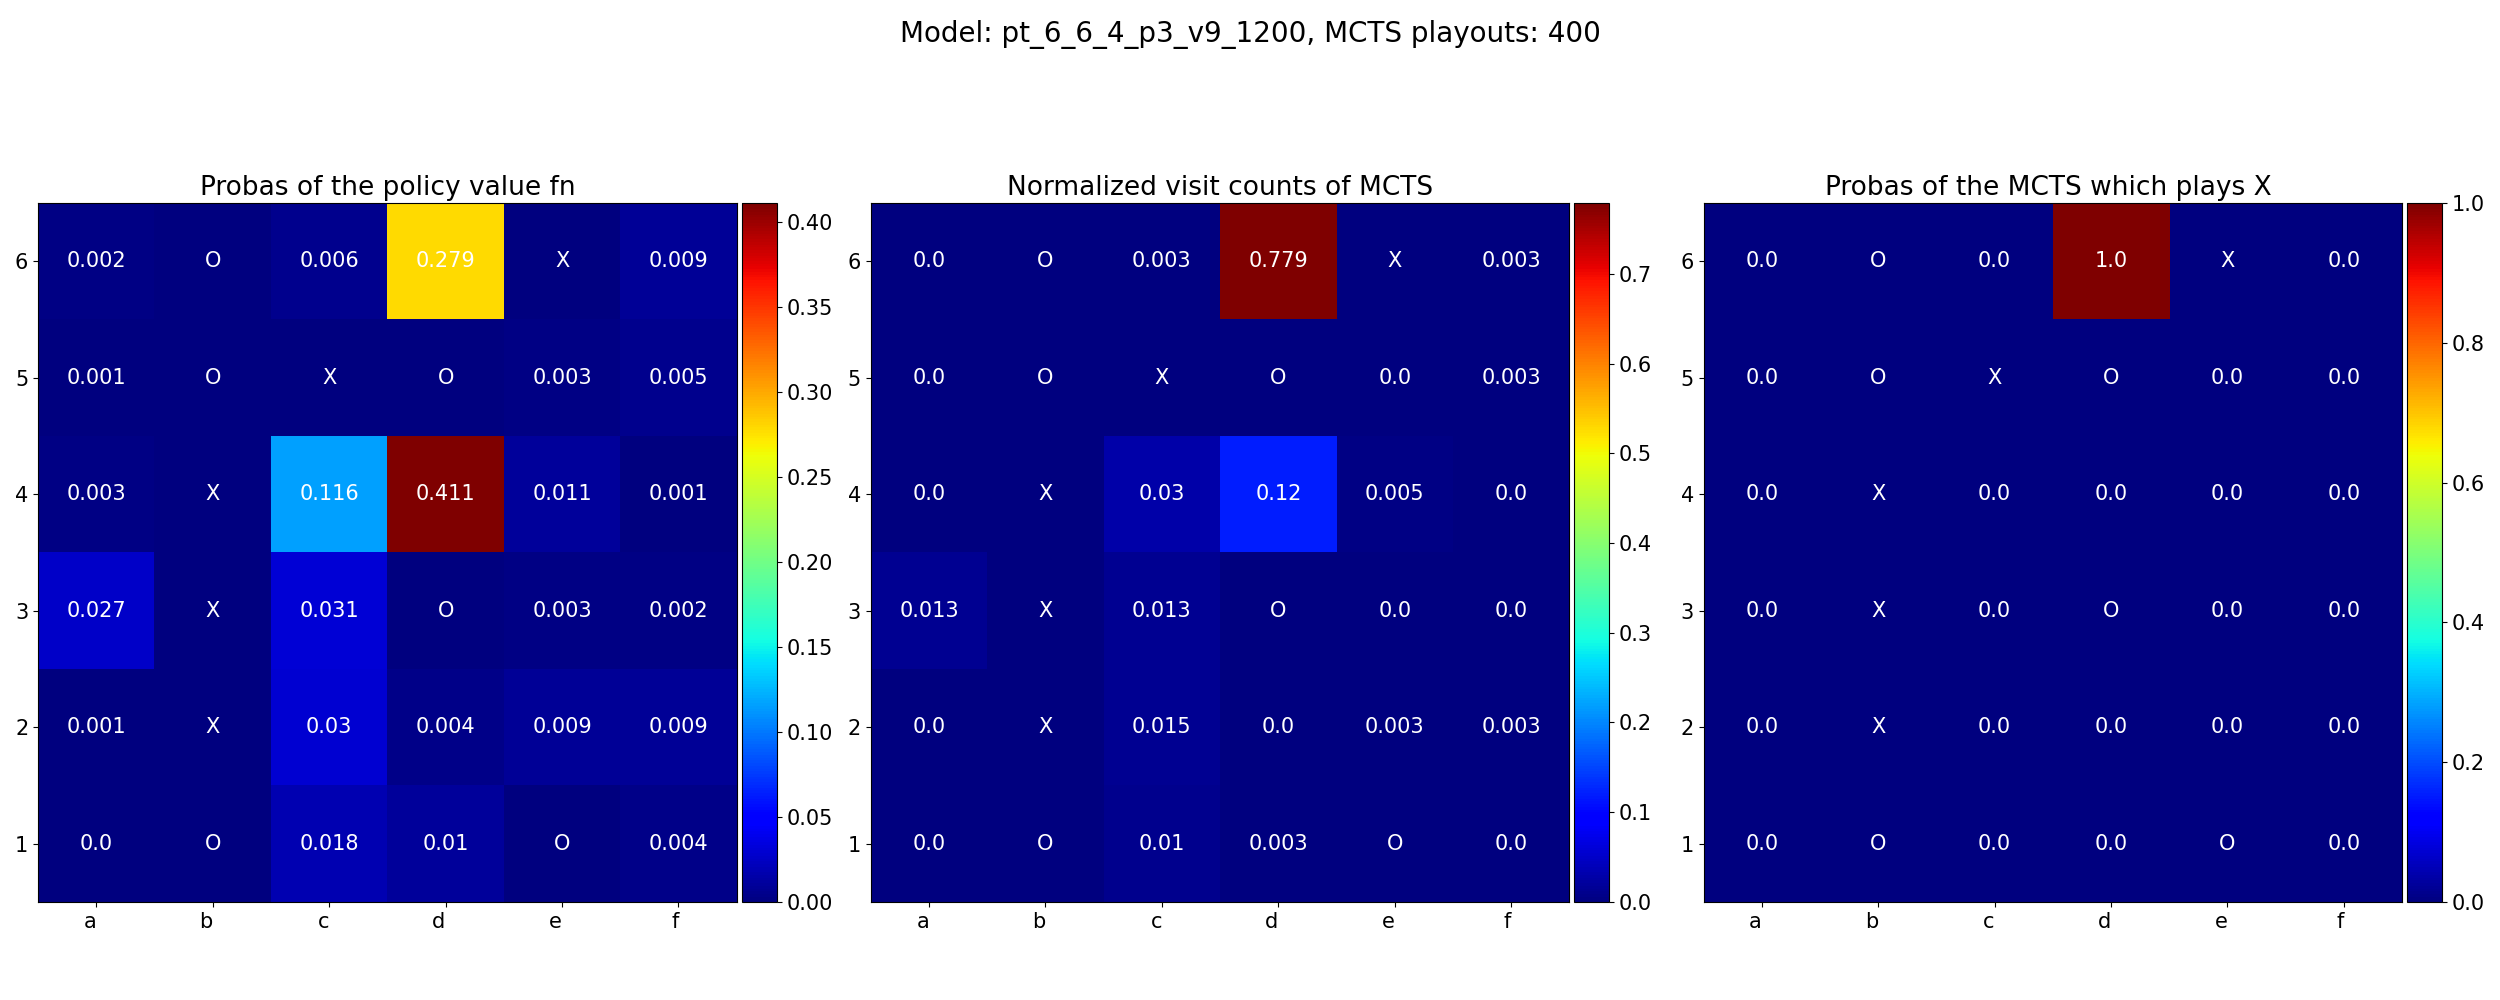 Model: pt_6_6_4_p3_v9_1200, MCTS playouts: 400
Probas of the policy value fn
6 0.002 O 0.006 0.279 X 0.009
5 0.001 O X O 0.003 0.005
4 0.003 X 0.116 0.411 0.011 0.001
3 0.027 X 0.031 O 0.003 0.002
2 0.001 X 0.03 0.004 0.009 0.009
1 0.0 O 0.018 0.01 O 0.004
a b c d e f
0.40
0.35
0.30
0.25
0.20
0.15
0.10
0.05
0.00
Normalized visit counts of MCTS
6 0.0 O 0.003 0.779 X 0.003
5 0.0 O X O 0.0 0.003
4 0.0 X 0.03 0.12 0.005 0.0
3 0.013 X 0.013 O 0.0 0.0
2 0.0 X 0.015 0.0 0.003 0.003
1 0.0 O 0.01 0.003 O 0.0
a b c d e f
0.7
0.6
0.5
0.4
0.3
0.2
0.1
0.0
Probas of the MCTS which plays X
6 0.0 O 0.0 1.0 X 0.0
5 0.0 O X O 0.0 0.0
4 0.0 X 0.0 0.0 0.0 0.0
3 0.0 X 0.0 O 0.0 0.0
2 0.0 X 0.0 0.0 0.0 0.0
1 0.0 O 0.0 0.0 O 0.0
a b c d e f
1.0
0.8
0.6
0.4
0.2
0.0